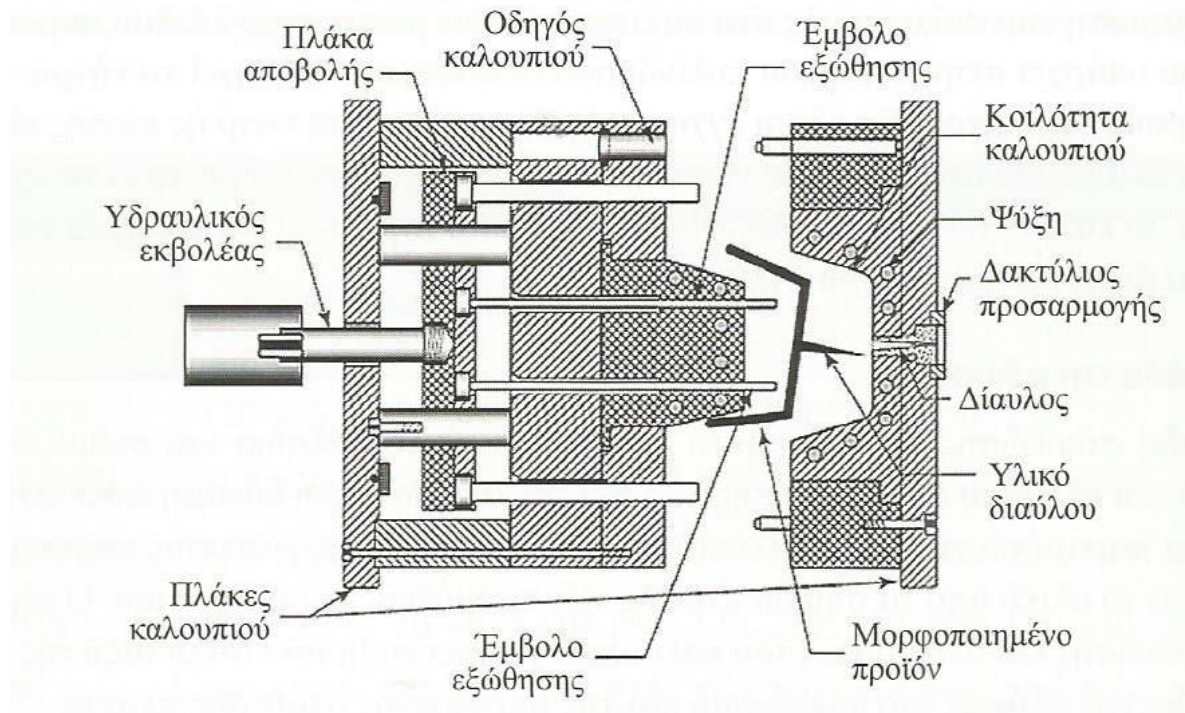 Πλάκα
αποβολής
Οδηγός
καλουπιού
Έμβολο
εξώθησης
Κοιλότητα
καλουπιού
Υδραυλικός
εκβολέας
Ψύξη
Δακτύλιος
προσαρμογής
Δίαυλος
Υλικό
διαύλου
Πλάκες
καλουπιού
Έμβολο
εξώθησης
Μορφοποιημένο
προϊόν